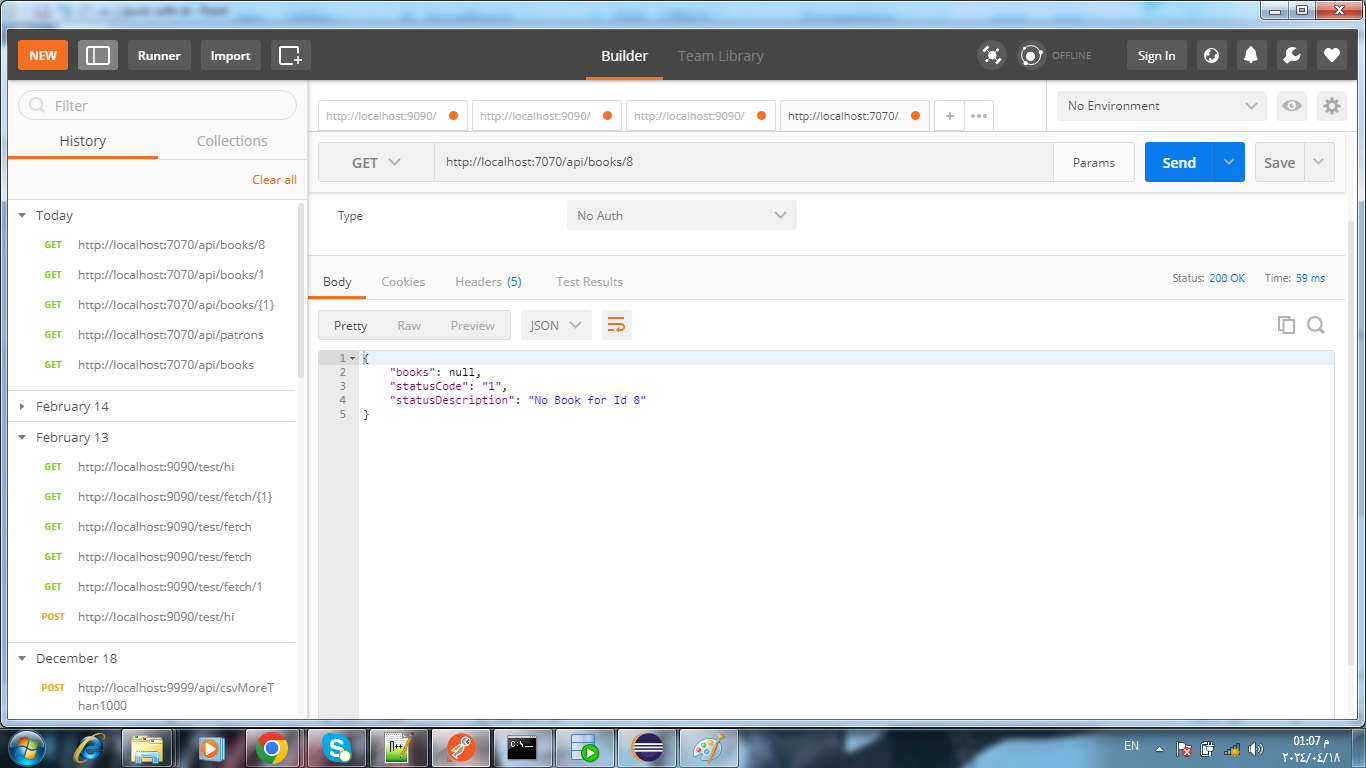 NEW
Runner
Import
Builder
Team Library
OFFLINE
Sign In
Filter
History
Collections
Clear all
Today
GET http://localhost:7070/api/books/8
GET http://localhost:7070/api/books/1
GET http://localhost:7070/api/books/{1}
GET http://localhost:7070/api/patrons
GET http://localhost:7070/api/books
February 14
February 13
GET http://localhost:9090/test/hi
GET http://localhost:9090/test/fetch/{1}
GET http://localhost:9090/test/fetch
GET http://localhost:9090/test/fetch
GET http://localhost:9090/test/fetch/1
POST http://localhost:9090/test/hi
December 18
POST http://localhost:9999/api/csvMoreT
han1000
http://localhost:9090/
http://localhost:9090/
http://localhost:9090/
http://localhost:7070/
No Environment
GET
http://localhost:7070/api/books/8
Params
Send
Save
Type
No Auth
Body
Cookies
Headers (5)
Test Results
Status: 200 OK
Time: 59 ms
Pretty
Raw
Preview
JSON
1 {
2 "books": null,
3 "statusCode": "1",
4 "statusDescription": "No Book for Id 8"
5 }
EN
01:07 م
٢٠٢٤/٠٤/١٨